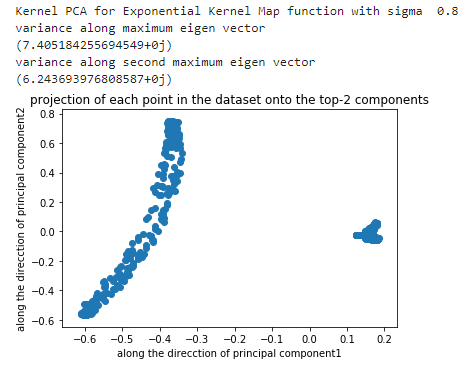 Kernel PCA for Exponential Kernel Map function with sigma  0.8
variance along maximum eigen vector
(7.405184255694549+0j)
variance along second maximum eigen vector
(6.243693976808587+0j)
projection of each point in the dataset onto the top-2 components
along the direcction of principal component2
0.8
0.6
0.4
0.2
0.0
−0.2
−0.4
−0.6
−0.6 −0.5 −0.4 −0.3 −0.2 −0.1 0.0 0.1 0.2
along the direcction of principal component1